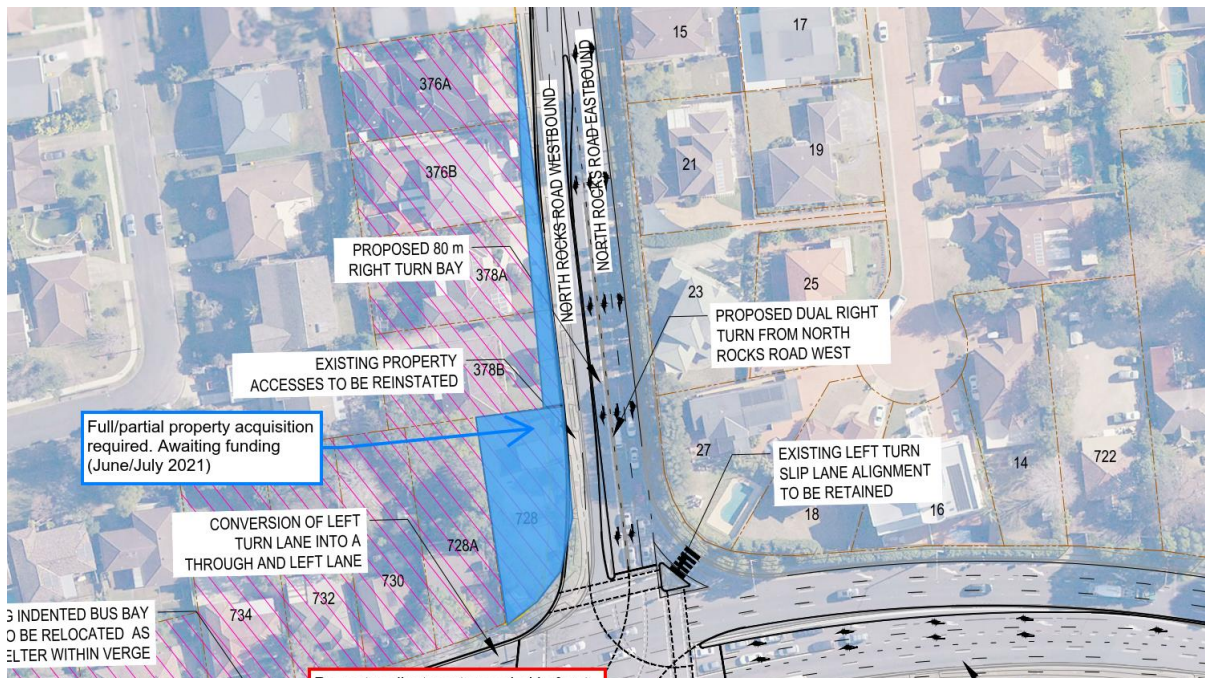 15
17
376A
NORTH ROCKS ROAD WESTBOUND
NORTH ROCKS ROAD EASTBOUND
21
19
376B
PROPOSED 80 m
RIGHT TURN BAY
378A
23
25
PROPOSED DUAL RIGHT
TURN FROM NORTH
ROCKS ROAD WEST
EXISTING PROPERTY
ACCESSES TO BE REINSTATED
378B
Full/partial property acquisition
required. Awaiting funding
(June/July 2021)
27
EXISTING LEFT TURN
SLIP LANE ALIGNMENT
TO BE RETAINED
14
722
18
16
728
CONVERSION OF LEFT
TURN LANE INTO A
THROUGH AND LEFT LANE
728A
730
732
734
G INDENTED BUS BAY
O BE RELOCATED AS
ELTER WITHIN VERGE